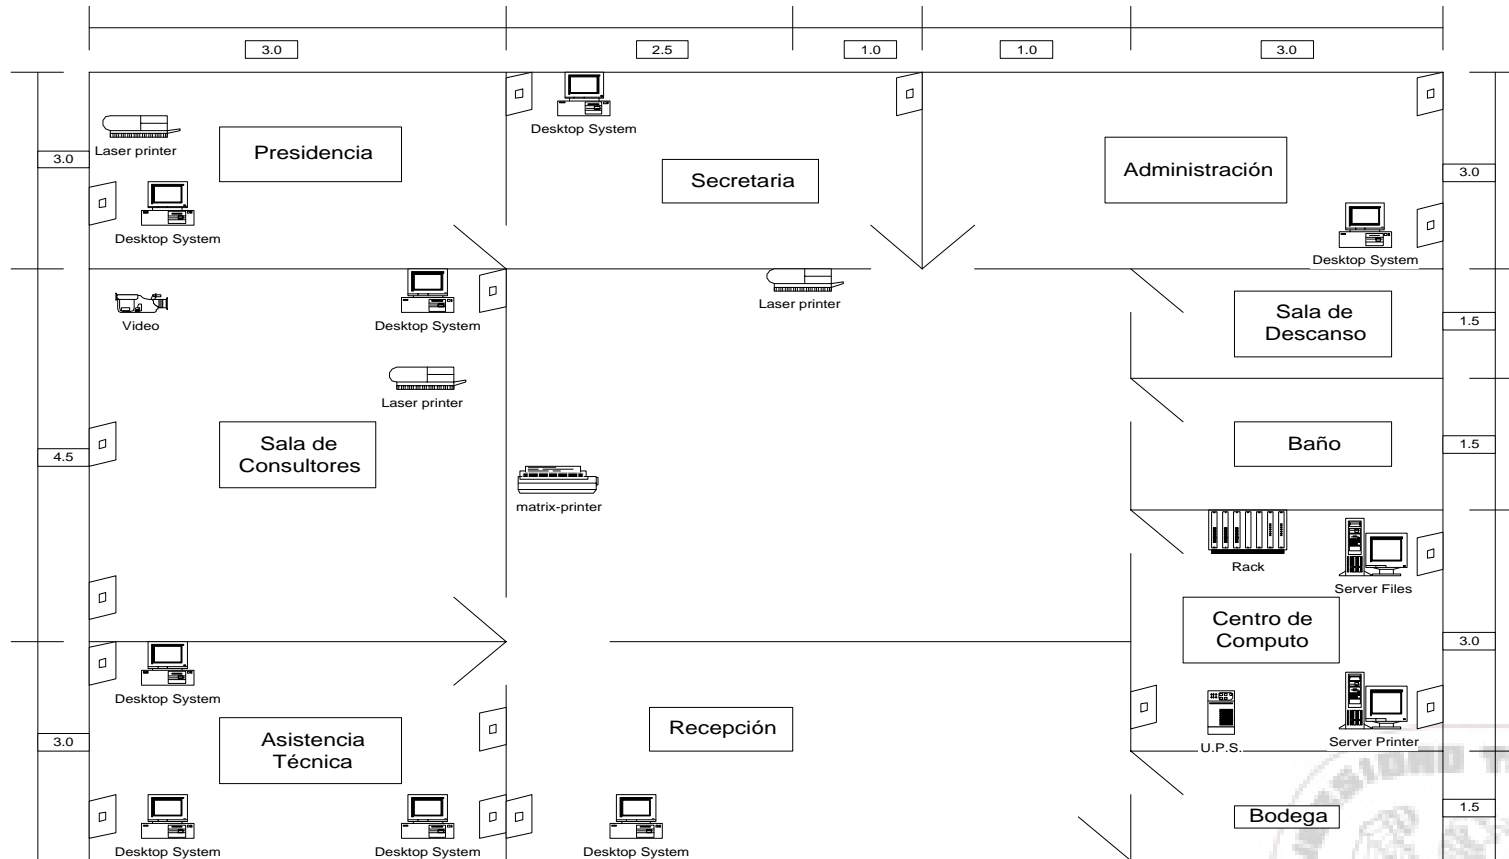 3.0
2.5
1.0
1.0
3.0
Desktop System
Laser printer
Presidencia
3.0
Secretaria
Administración
3.0
Desktop System
Desktop System
Laser printer
Video
Desktop System
Sala de
Descanso
1.5
Laser printer
Sala de
Consultores
4.5
Baño
1.5
matrix-printer
Rack
Server Files
Centro de
Computo
3.0
Desktop System
Recepción
Asistencia
Técnica
3.0
U.P.S.
Server Printer
Bodega
1.5
Desktop System
Desktop System
Desktop System